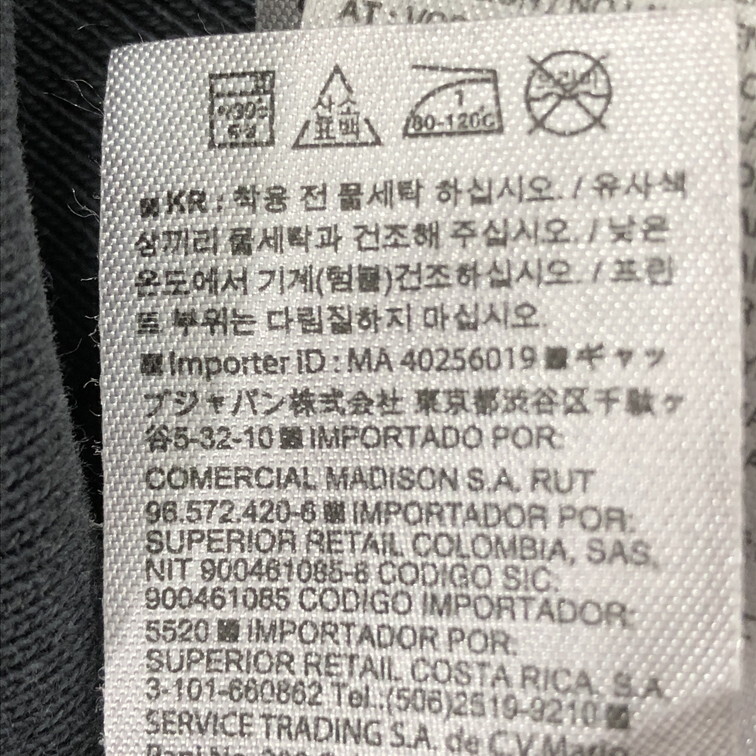 AT:
약30℃
중성
산소
표백
1
80-120℃
드라이
KR : 착용 전 물세탁 하십시오. / 유사색
상끼리 물세탁과 건조해 주십시오. / 낮은
온도에서 기계(텀블)건조하십시오. / 프린
트 부위는 다림질하지 마십시오.
Importer ID : MA 40256019 ギャッ
プジャパン株式会社 東京都渋谷区千駄ヶ
谷5-32-10 IMPORTADO POR:
COMERCIAL MADISON S.A. RUT
96.572.420-6 IMPORTADOR POR:
SUPERIOR RETAIL COLOMBIA, SAS.
NIT 900461085-8 CODIGO SIC.
900461085 CODIGO IMPORTADOR:
5520 IMPORTADOR POR:
SUPERIOR RETAIL COSTA RICA. S.A.
3-101-660862 Tel.:(506)2519-9210
SERVICE TRADING S.A. de C.V.